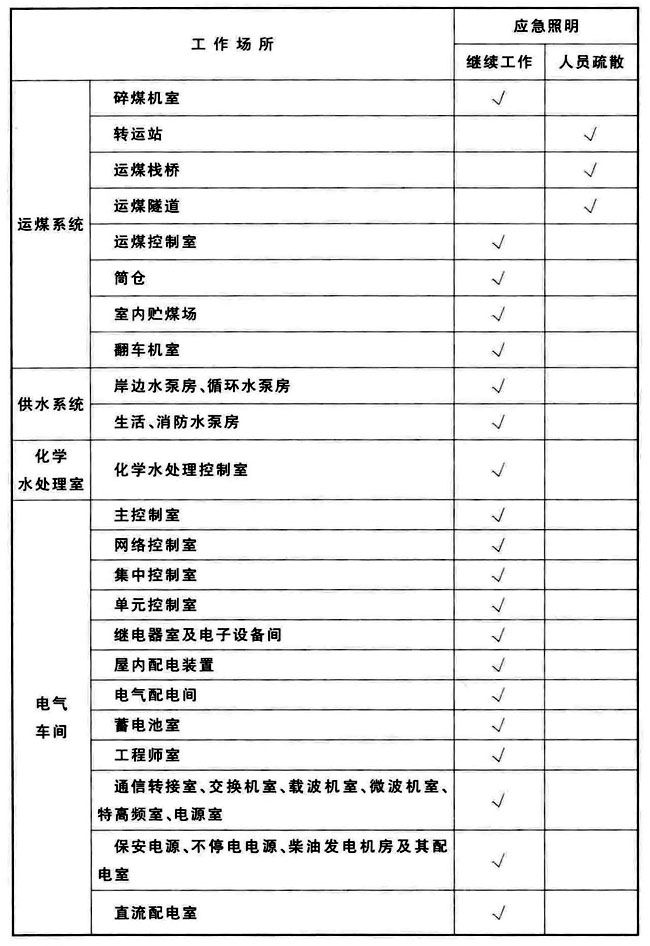 工作场所 应急照明
继续工作 人员疏散
运煤系统
碎煤机室 √
转运站 √
运煤栈桥 √
运煤隧道 √
运煤控制室 √
筒仓 √
室内贮煤场 √
翻车机室 √
供水系统
岸边水泵房、循环水泵房 √
生活、消防水泵房 √
化学
水处理室
化学水处理控制室 √
电气
车间
主控制室 √
网络控制室 √
集中控制室 √
单元控制室 √
继电器室及电子设备间 √
屋内配电装置 √
电气配电间 √
蓄电池室 √
工程师室 √
通信转接室、交换机室、载波机室、微波机室、
特高频室、电源室 √
保安电源、不停电电源、柴油发电机房及其配
电室 √
直流配电室 √